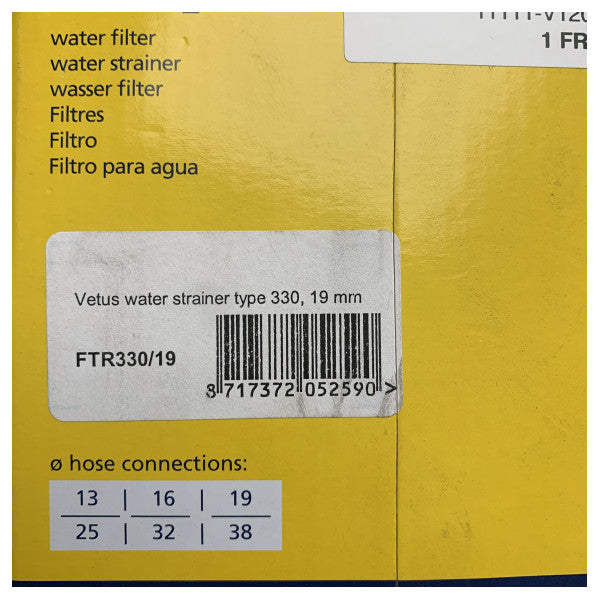 1 FR
water filter
water strainer
wasser filter
Filtres
Filtro
Filtro para agua
Vetus water strainer type 330, 19 mm
FTR330/19
8 717372 052590 >
ø hose connections:
13 | 16 | 19
25 | 32 | 38